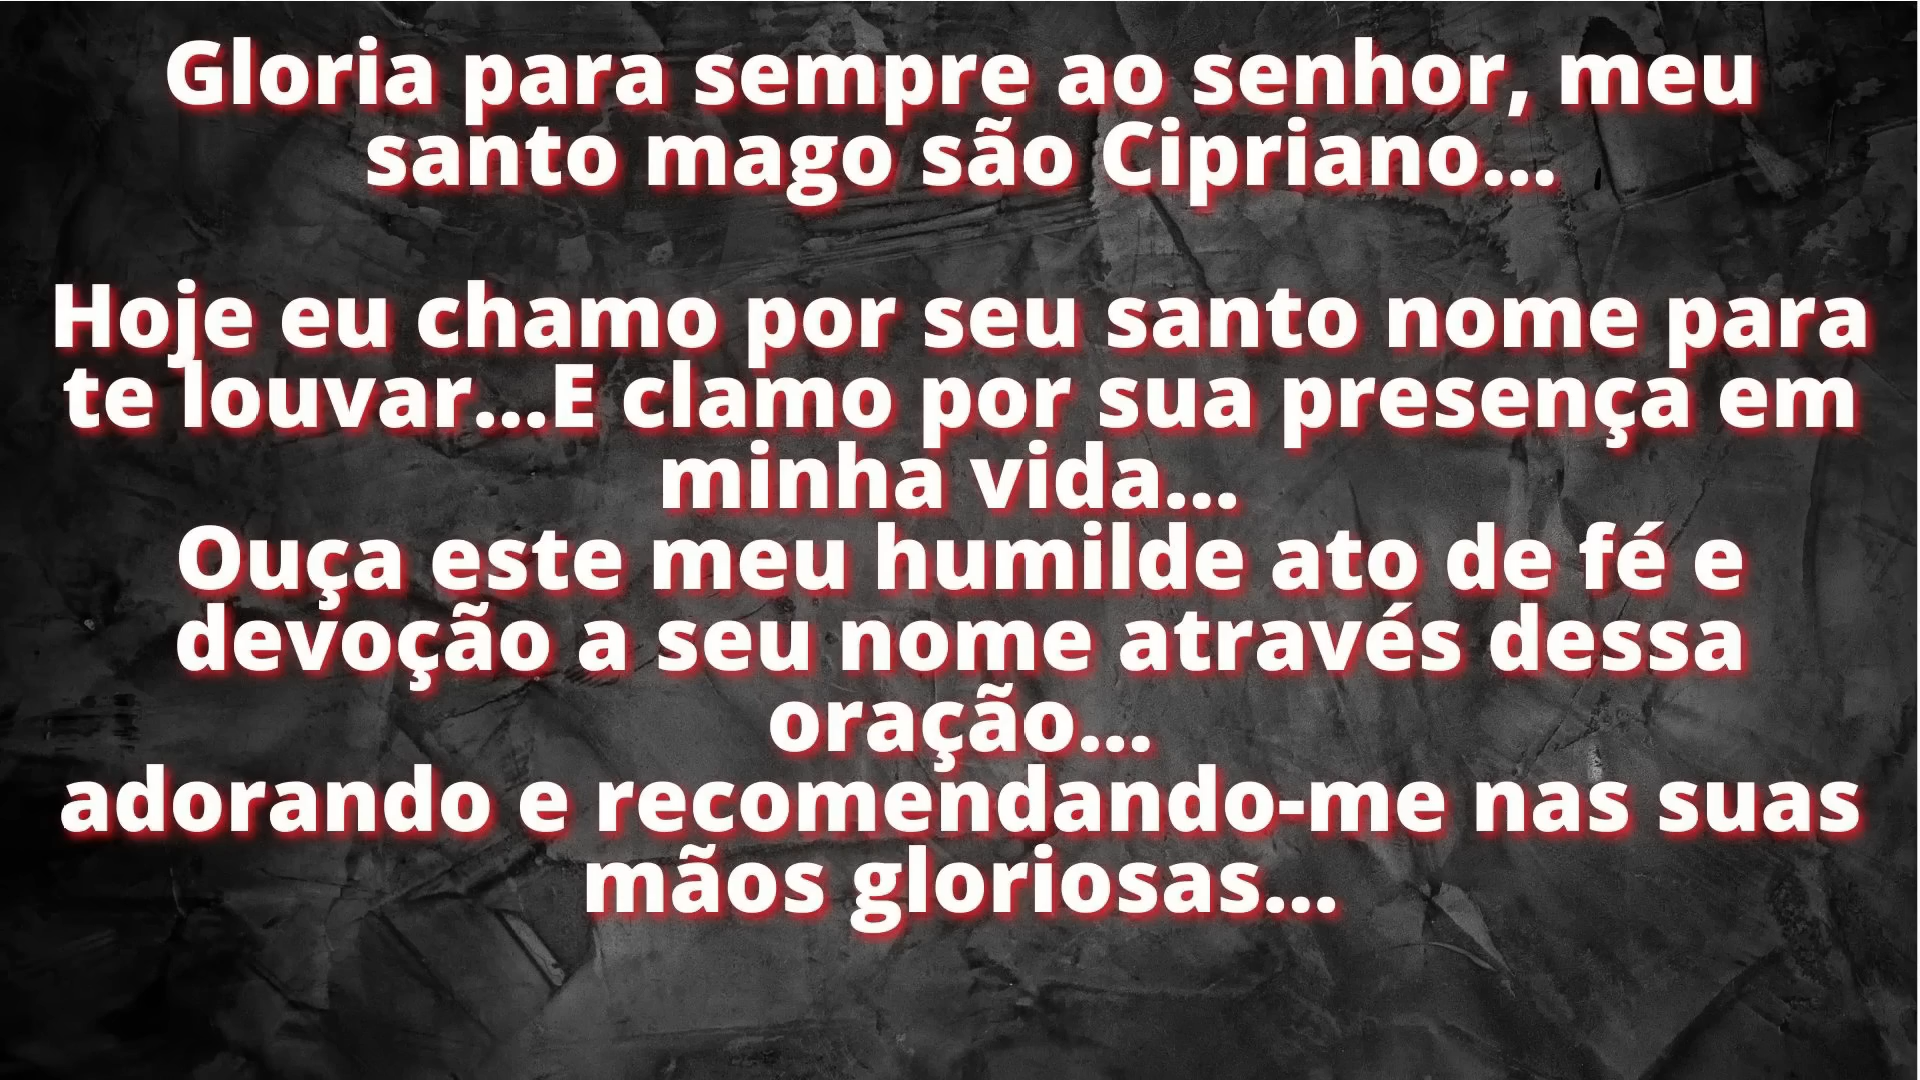 Gloria para sempre ao senhor, meu
santo mago são Cipriano...
Hoje eu chamo por seu santo nome para
te louvar...E clamo por sua presença em
minha vida...
Ouça este meu humilde ato de fé e
devoção a seu nome através dessa
oração...
adorando e recomendando-me nas suas
mãos gloriosas...